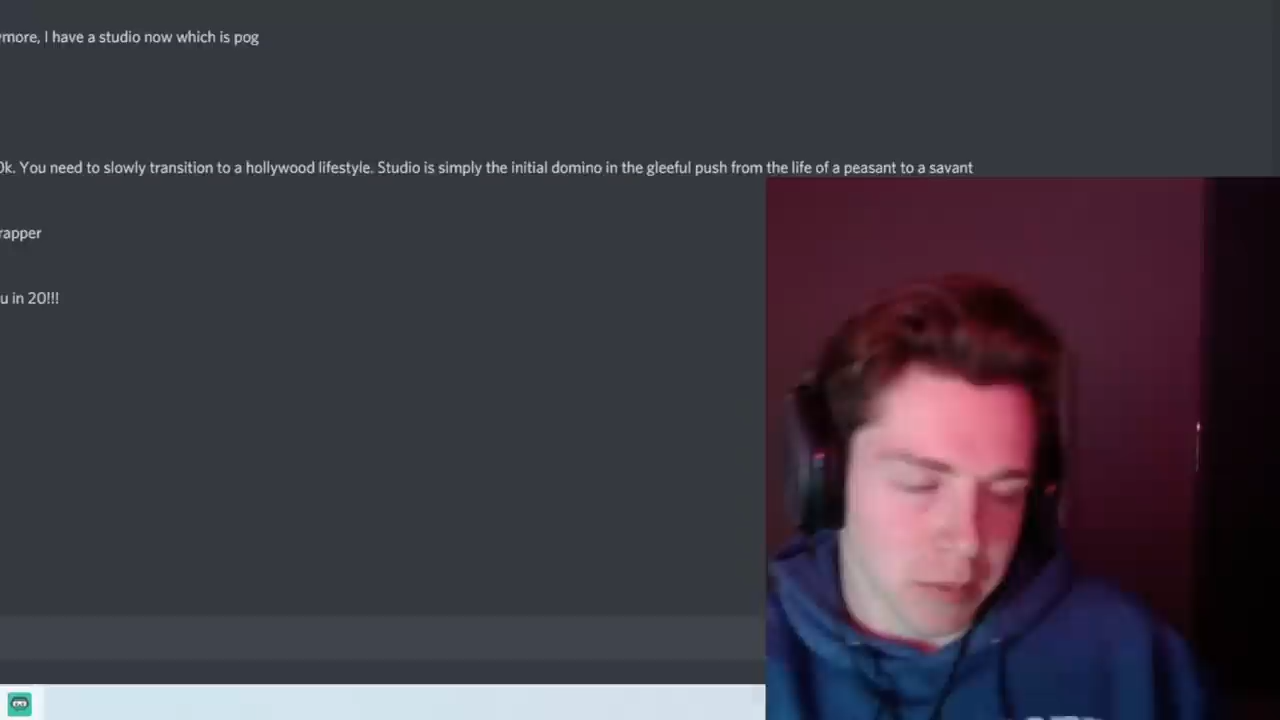 more, I have a studio now which is pog
Ok. You need to slowly transition to a hollywood lifestyle. Studio is simply the initial domino in the gleeful push from the life of a peasant to a savant
rapper
u in 20!!!